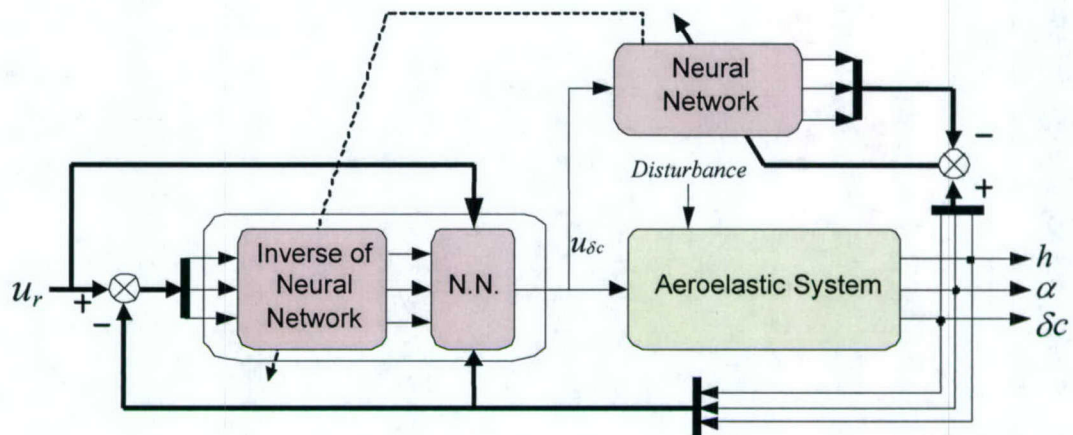 Neural
Network
−
+
Disturbance
u_r
+
−
Inverse of
Neural
Network
N.N.
u_δc
Aeroelastic System
h
α
δc